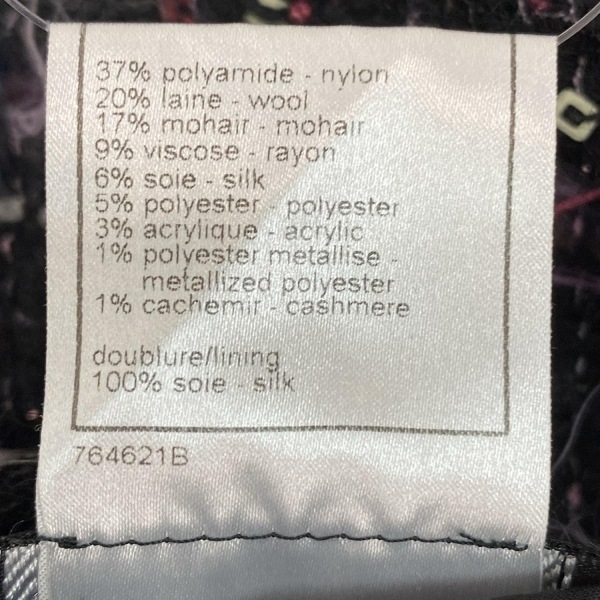 37% polyamide - nylon
20% laine - wool
17% mohair - mohair
9% viscose - rayon
6% soie - silk
5% polyester - polyester
3% acrylique - acrylic
1% polyester metallise -
metallized polyester
1% cachemir - cashmere
doublure/lining
100% soie - silk
764621B